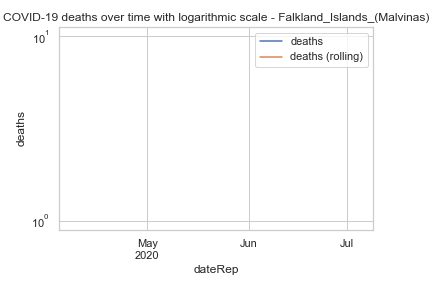 COVID-19 deaths over time with logarithmic scale - Falkland_Islands_(Malvinas)
10¹
deaths
deaths (rolling)
deaths
10⁰
May
2020
Jun
Jul
dateRep